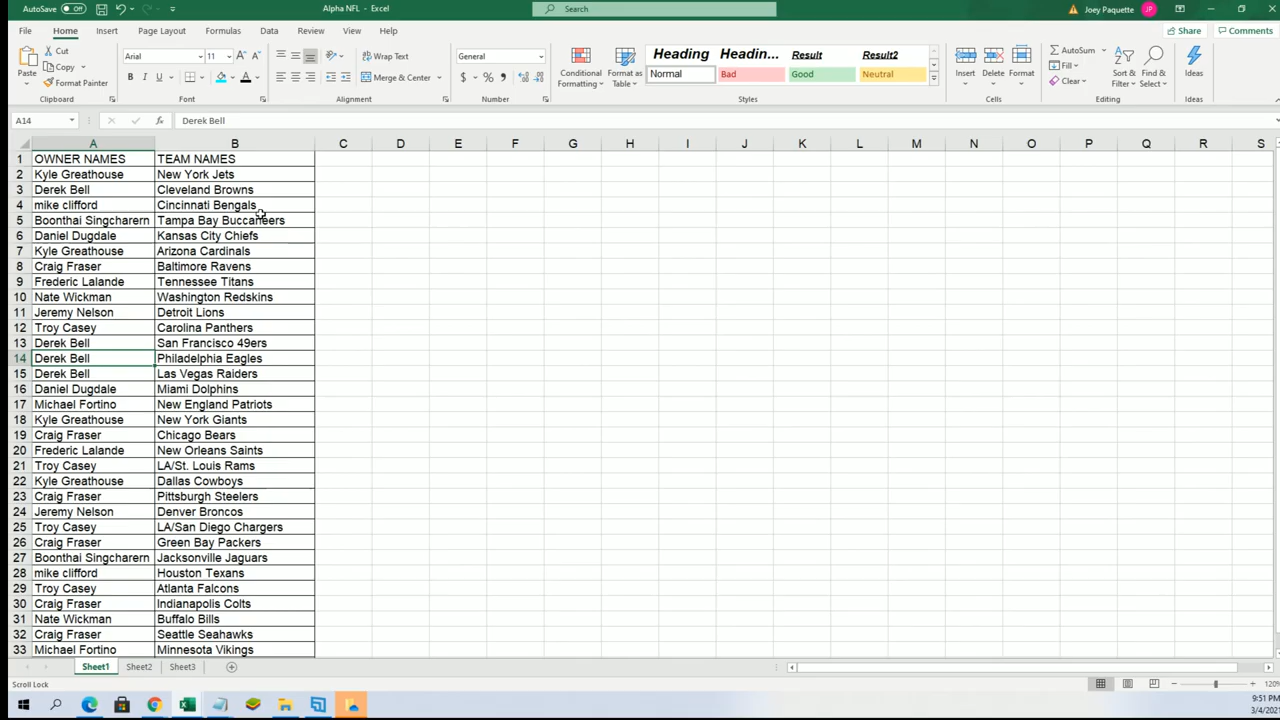 AutoSave Off Alpha NFL - Excel Search Joey Paquette JP
File Home Insert Page Layout Formulas Data Review View Help Share Comments
Cut Arial 11 Wrap Text General Heading Headin... Result Result2 AutoSum
Copy Fill
Paste Format Painter B I U Merge & Center $ % Conditional Formatting Format as Table Normal Bad Good Neutral Insert Delete Format Clear Sort & Filter Find & Select Ideas
Clipboard Font Alignment Number Styles Cells Editing Ideas
A14 fx Derek Bell
A B C D E F G H I J K L M N O P Q R S
1 OWNER NAMES TEAM NAMES
2 Kyle Greathouse New York Jets
3 Derek Bell Cleveland Browns
4 mike clifford Cincinnati Bengals
5 Boonthai Singcharern Tampa Bay Buccaneers
6 Daniel Dugdale Kansas City Chiefs
7 Kyle Greathouse Arizona Cardinals
8 Craig Fraser Baltimore Ravens
9 Frederic Lalande Tennessee Titans
10 Nate Wickman Washington Redskins
11 Jeremy Nelson Detroit Lions
12 Troy Casey Carolina Panthers
13 Derek Bell San Francisco 49ers
14 Derek Bell Philadelphia Eagles
15 Derek Bell Las Vegas Raiders
16 Daniel Dugdale Miami Dolphins
17 Michael Fortino New England Patriots
18 Kyle Greathouse New York Giants
19 Craig Fraser Chicago Bears
20 Frederic Lalande New Orleans Saints
21 Troy Casey LA/St. Louis Rams
22 Kyle Greathouse Dallas Cowboys
23 Craig Fraser Pittsburgh Steelers
24 Jeremy Nelson Denver Broncos
25 Troy Casey LA/San Diego Chargers
26 Craig Fraser Green Bay Packers
27 Boonthai Singcharern Jacksonville Jaguars
28 mike clifford Houston Texans
29 Troy Casey Atlanta Falcons
30 Craig Fraser Indianapolis Colts
31 Nate Wickman Buffalo Bills
32 Craig Fraser Seattle Seahawks
33 Michael Fortino Minnesota Vikings
Sheet1 Sheet2 Sheet3
Scroll Lock 120%
9:51 PM
3/4/2021